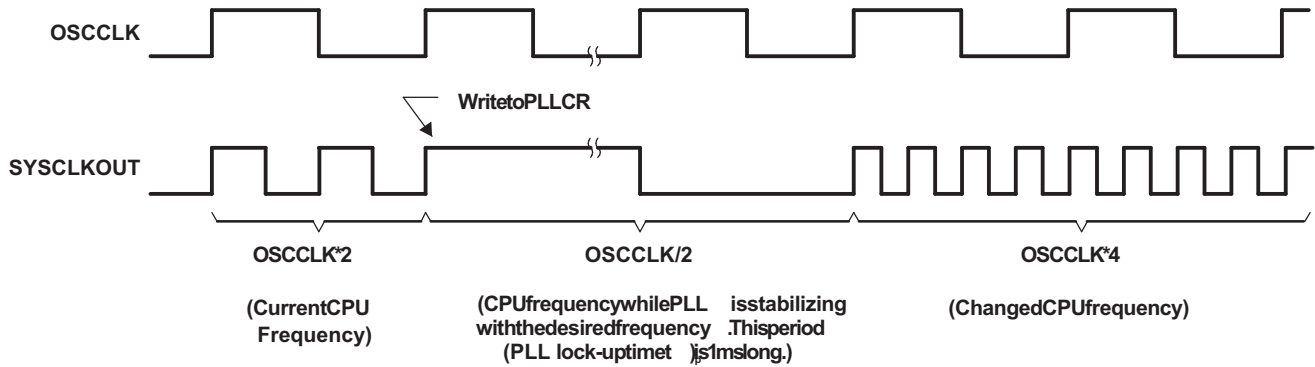 OSCCLK
WritetoPLLCR
SYSCLKOUT
OSCCLK*2
OSCCLK/2
OSCCLK*4
(CurrentCPU
Frequency)
(CPUfrequencywhilePLL isstabilizing
withthedesiredfrequency .Thisperiod
(PLL lock-uptimet )is1mslong.)
(ChangedCPUfrequency)